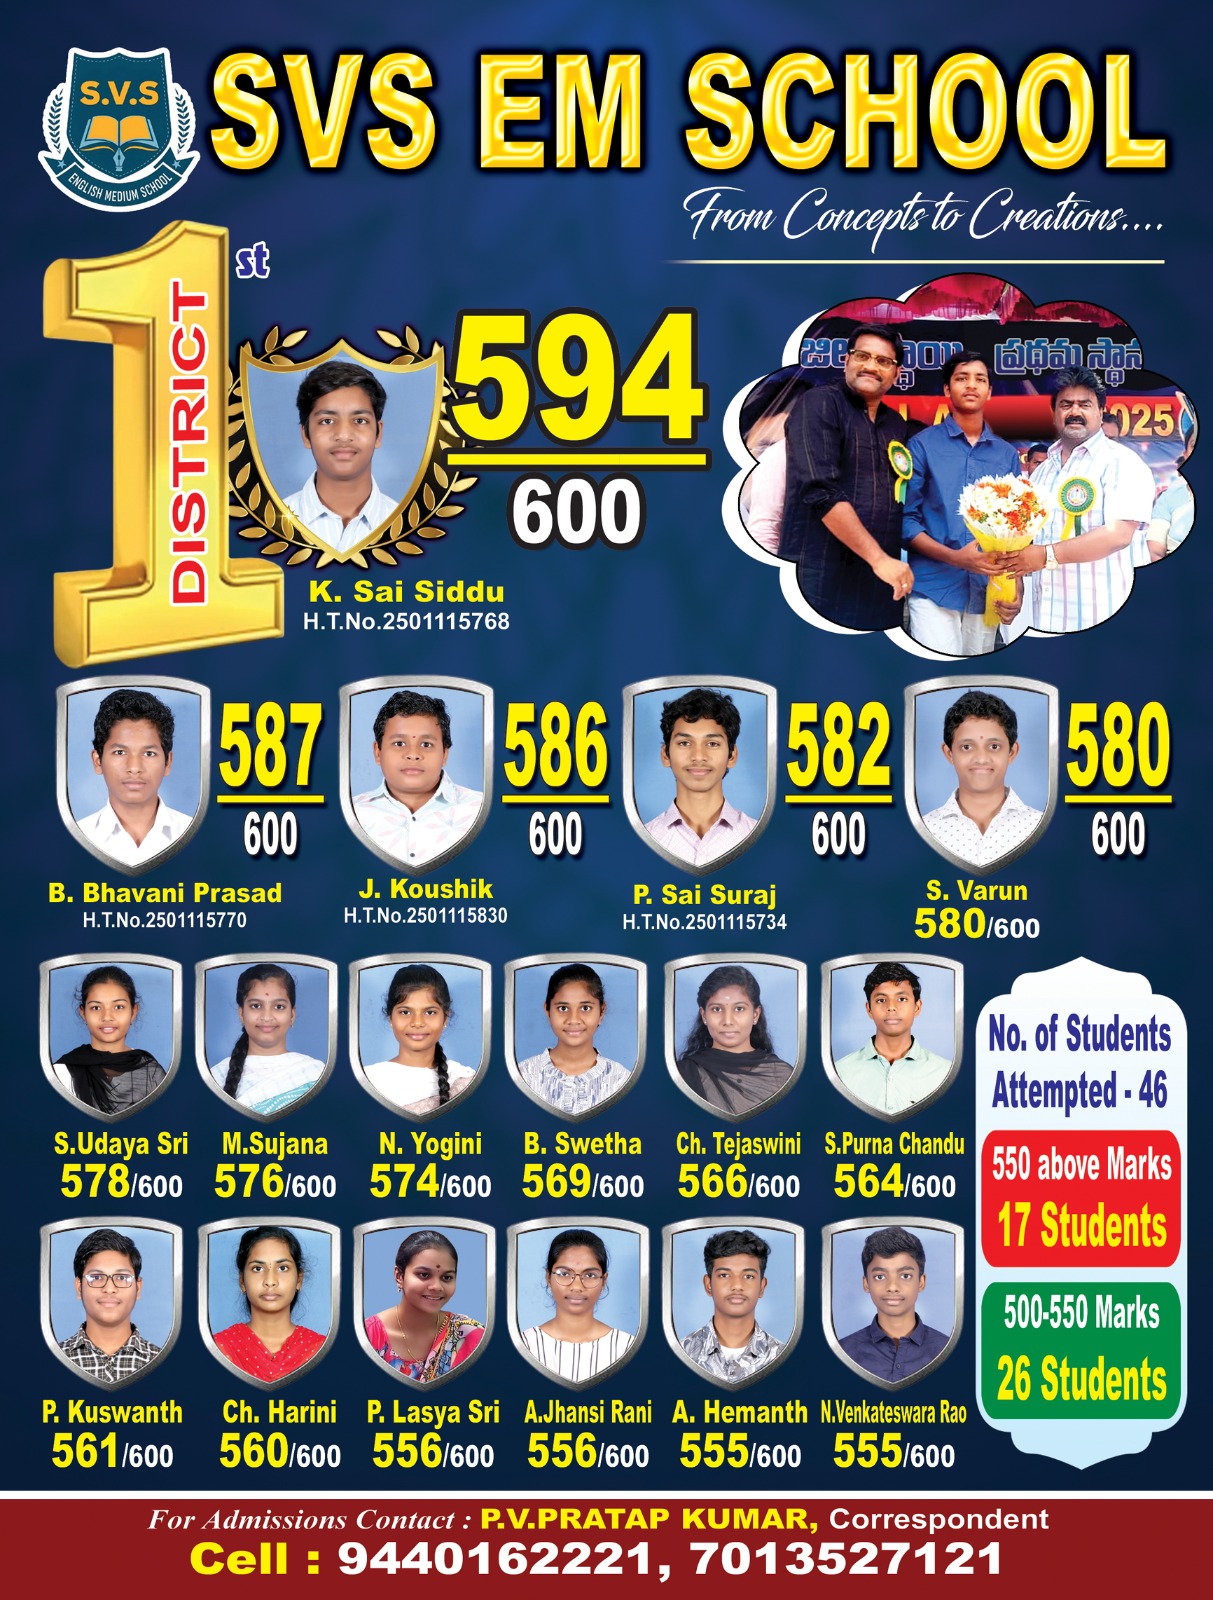 S.V.S
ENGLISH MEDIUM SCHOOL
SVS EM SCHOOL
From Concepts to Creations....
1st
DISTRICT
594
600
K. Sai Siddu
H.T.No.2501115768
ప్రథమ స్థాన
2025
587
600
B. Bhavani Prasad
H.T.No.2501115770
586
600
J. Koushik
H.T.No.2501115830
582
600
P. Sai Suraj
H.T.No.2501115734
580
600
S. Varun
580/600
S.Udaya Sri
578/600
M.Sujana
576/600
N. Yogini
574/600
B. Swetha
569/600
Ch. Tejaswini
566/600
S.Purna Chandu
564/600
P. Kuswanth
561/600
Ch. Harini
560/600
P. Lasya Sri
556/600
A.Jhansi Rani
556/600
A. Hemanth
555/600
N.Venkateswara Rao
555/600
No. of Students
Attempted - 46
550 above Marks
17 Students
500-550 Marks
26 Students
For Admissions Contact : P.V.PRATAP KUMAR, Correspondent
Cell : 9440162221, 7013527121